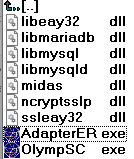 [..]
libeay32 dll
libmariadb dll
libmysql dll
libmysqld dll
midas dll
ncryptsslp dll
ssleay32 dll
AdapterER exe
OlympSC exe